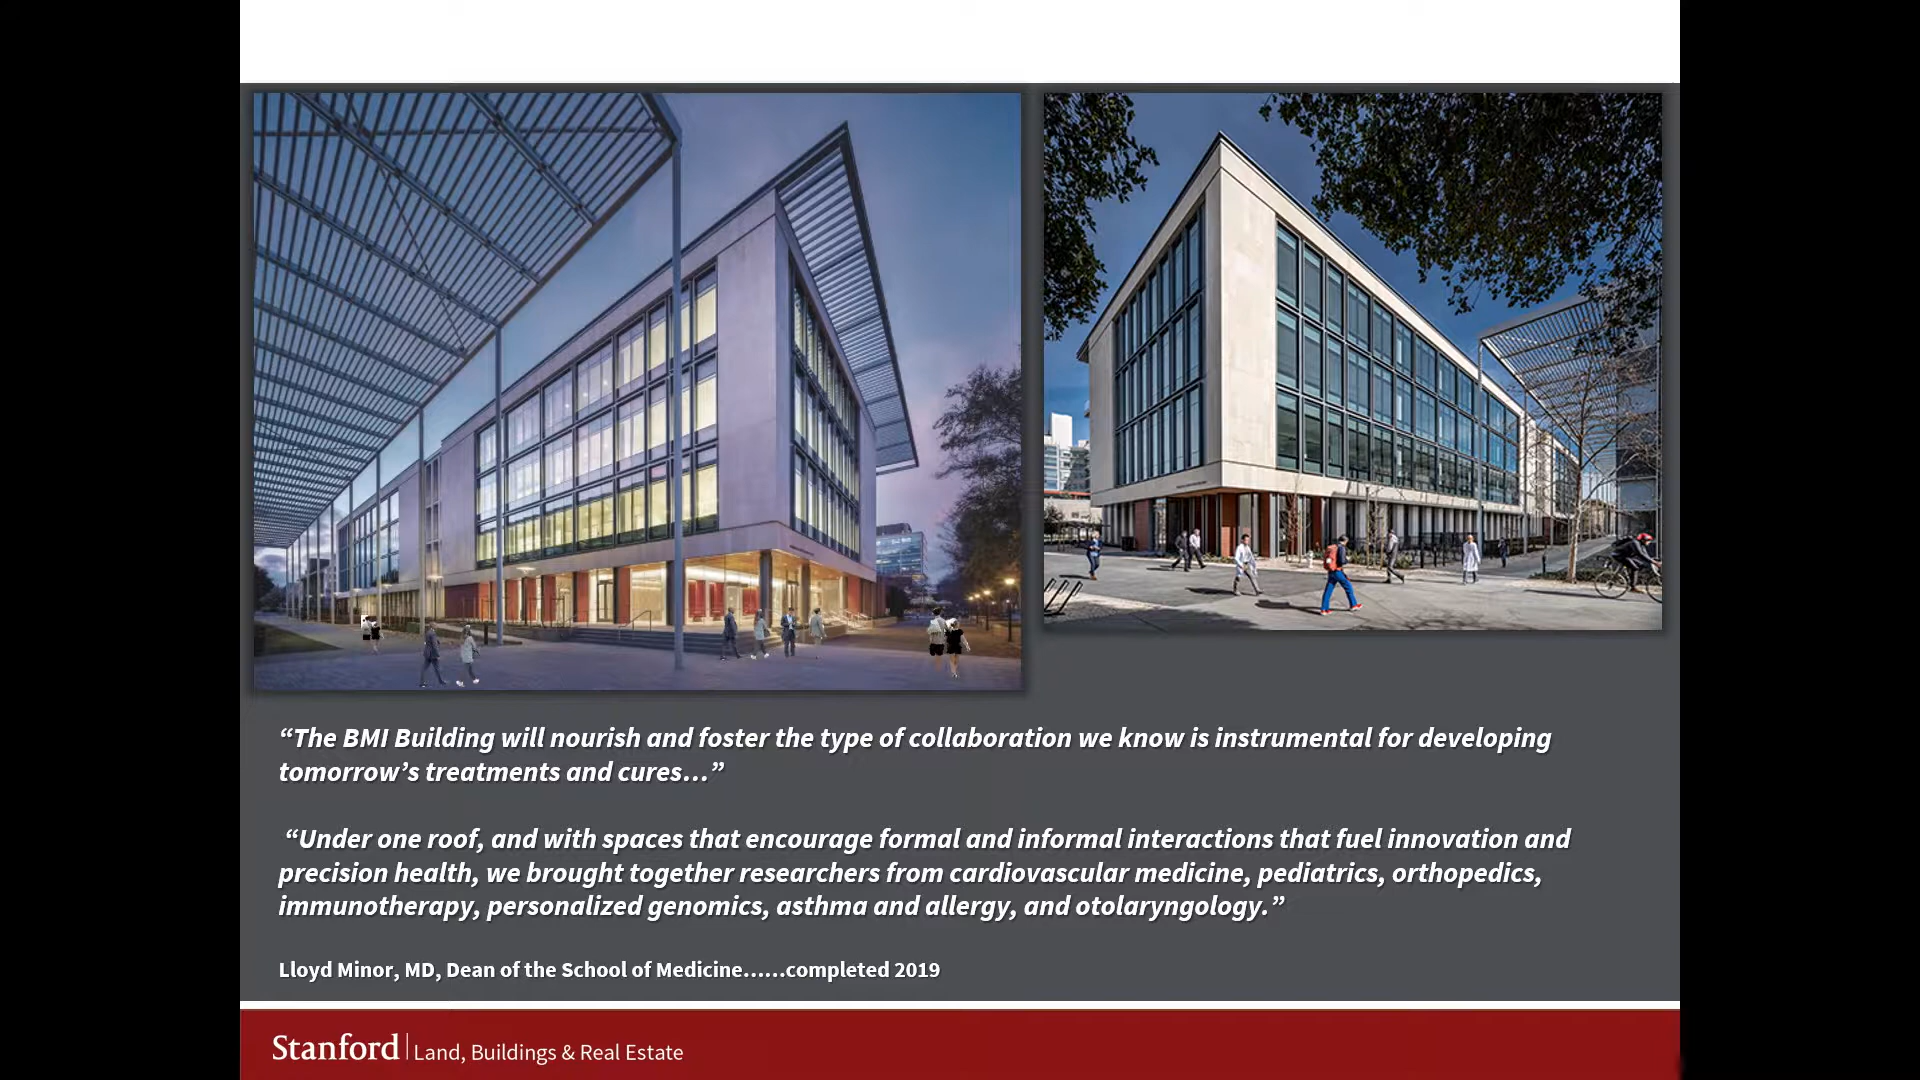 “The BMI Building will nourish and foster the type of collaboration we know is instrumental for developing
tomorrow’s treatments and cures…”
“Under one roof, and with spaces that encourage formal and informal interactions that fuel innovation and
precision health, we brought together researchers from cardiovascular medicine, pediatrics, orthopedics,
immunotherapy, personalized genomics, asthma and allergy, and otolaryngology.”
Lloyd Minor, MD, Dean of the School of Medicine……completed 2019
Stanford | Land, Buildings & Real Estate